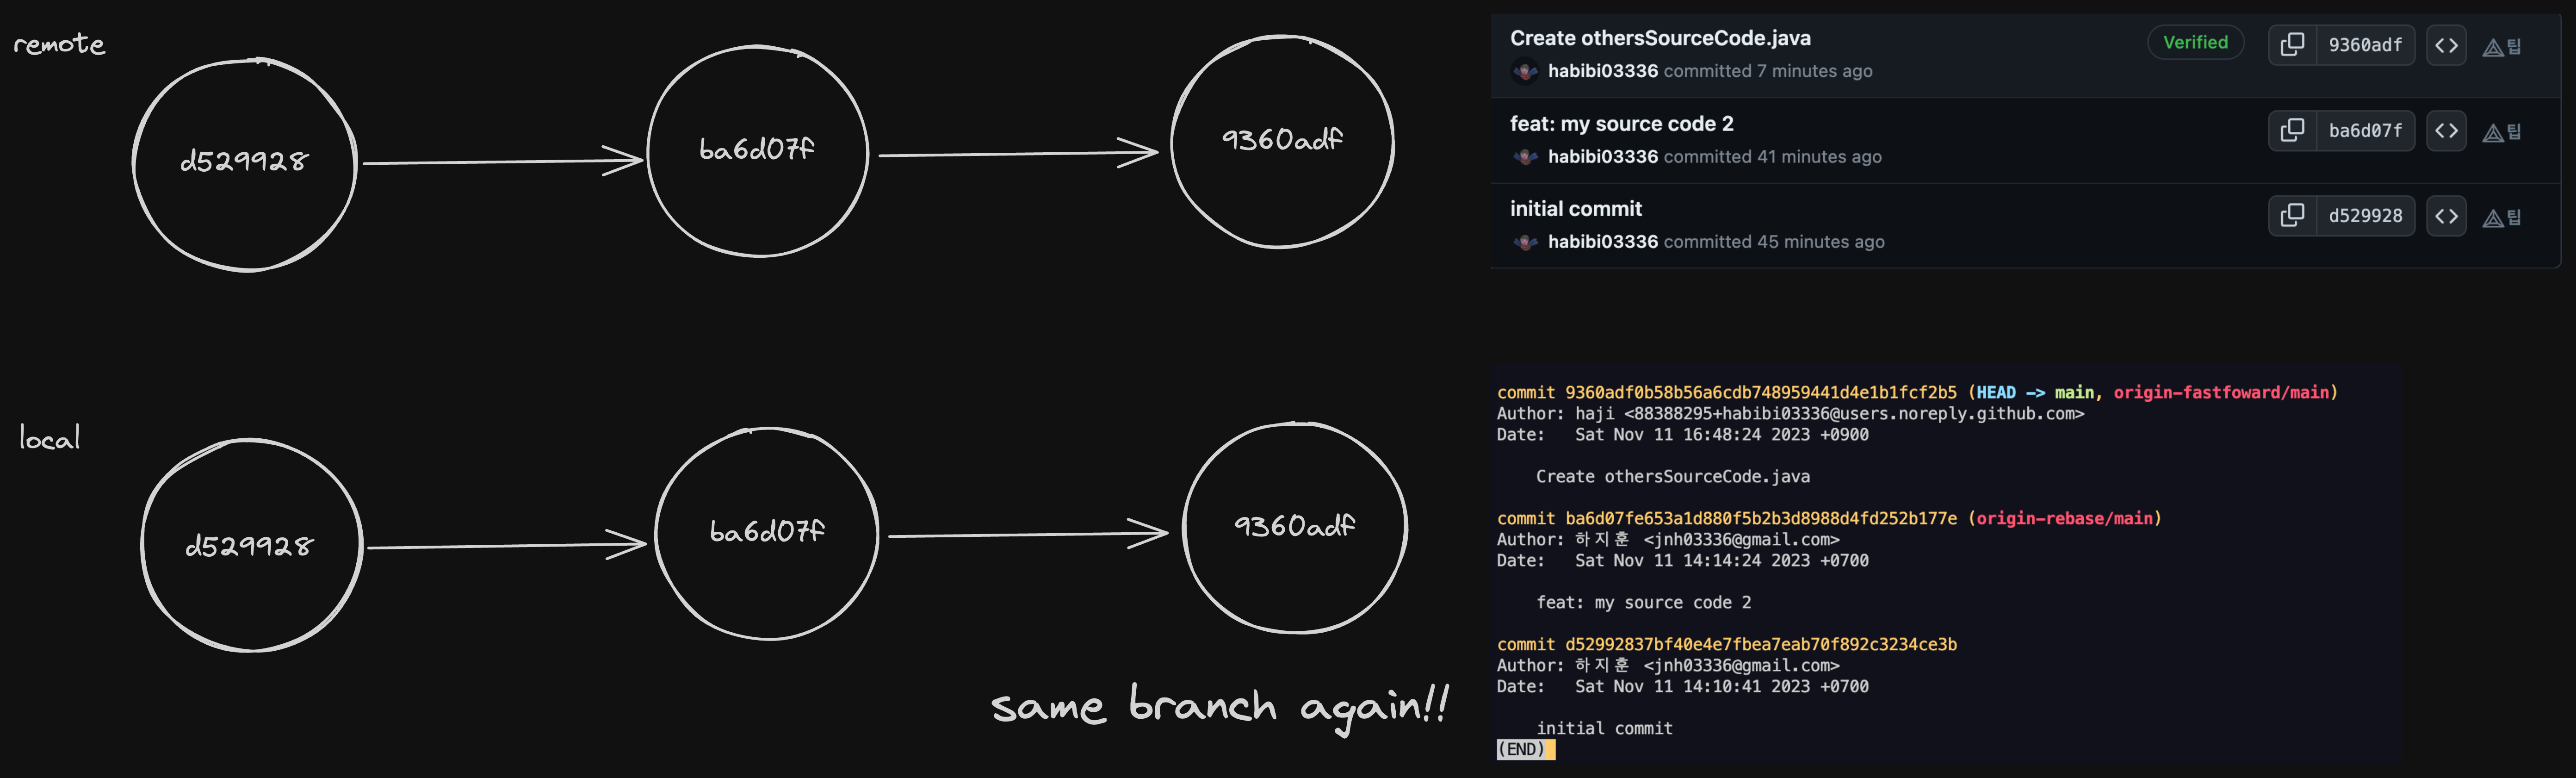 remote
d529928
ba6d07f
9360adf
Create othersSourceCode.java
Verified
9360adf
팁
habibi03336 committed 7 minutes ago
feat: my source code 2
ba6d07f
팁
habibi03336 committed 41 minutes ago
initial commit
d529928
팁
habibi03336 committed 45 minutes ago
local
d529928
ba6d07f
9360adf
same branch again!!
commit 9360adf0b58b56a6cdb748959441d4e1b1fcf2b5 (HEAD -> main, origin-fastfoward/main)
Author: haji <88388295+habibi03336@users.noreply.github.com>
Date:   Sat Nov 11 16:48:24 2023 +0900
Create othersSourceCode.java
commit ba6d07fe653a1d880f5b2b3d8988d4fd252b177e (origin-rebase/main)
Author: 하지훈 <jnh03336@gmail.com>
Date:   Sat Nov 11 14:14:24 2023 +0700
feat: my source code 2
commit d52992837bf40e4e7fbea7eab70f892c3234ce3b
Author: 하지훈 <jnh03336@gmail.com>
Date:   Sat Nov 11 14:10:41 2023 +0700
initial commit
(END)